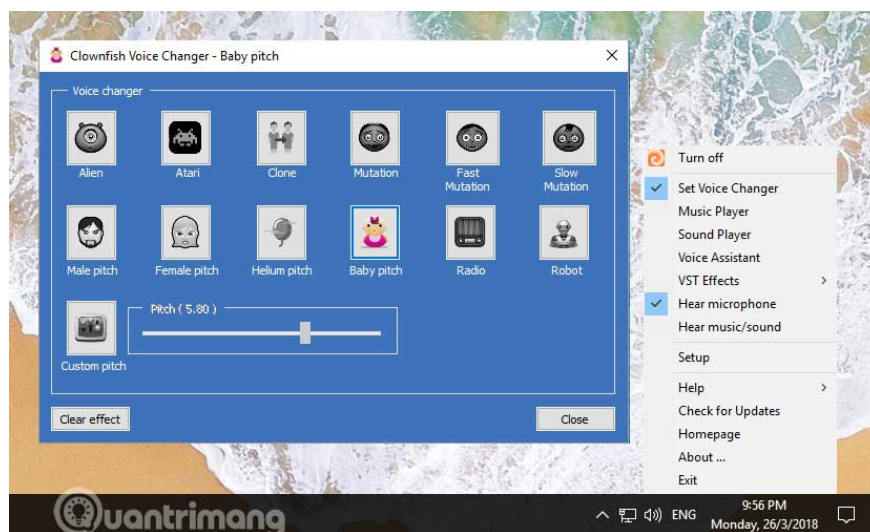 Clownfish Voice Changer - Baby pitch
Voice changer
Alien
Atari
Clone
Mutation
Fast
Mutation
Slow
Mutation
Male pitch
Female pitch
Helium pitch
Baby pitch
Radio
Robot
Custom pitch
Pitch ( 5.80 )
Clear effect
Close
Turn off
Set Voice Changer
Music Player
Sound Player
Voice Assistant
VST Effects
Hear microphone
Hear music/sound
Setup
Help
Check for Updates
Homepage
About ...
Exit
Quantrimang
ENG
9:56 PM
Monday, 26/3/2018